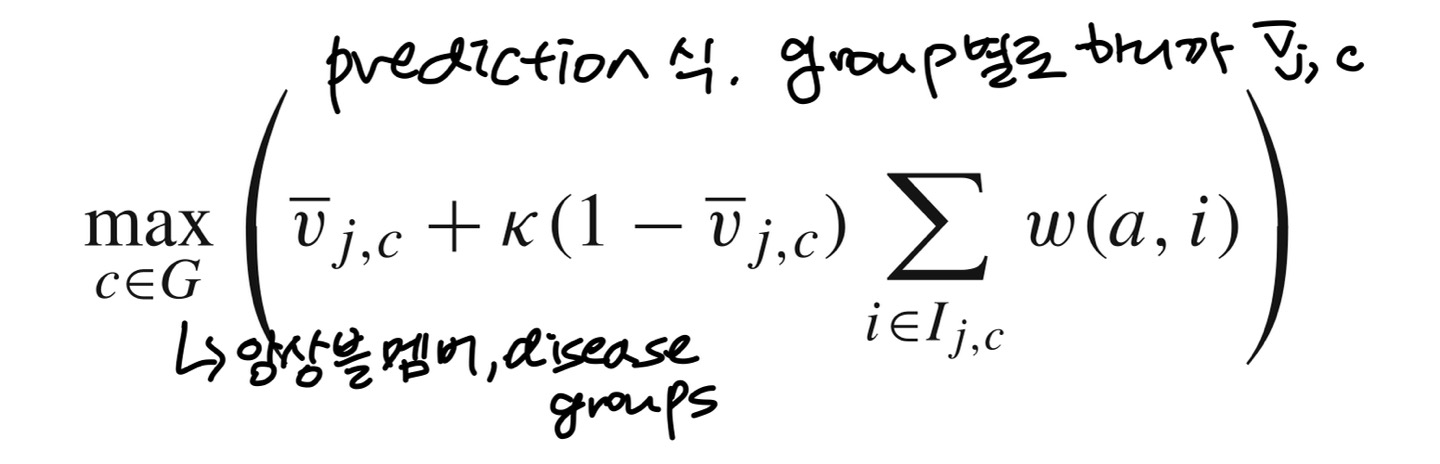 prediction 식. group별로 하니까 v̅j,c
max c∈G ( v̅j,c + κ(1 − v̅j,c) ∑ i∈Ij,c w(a, i) )
↳ 앙상블 멤버, disease
groups